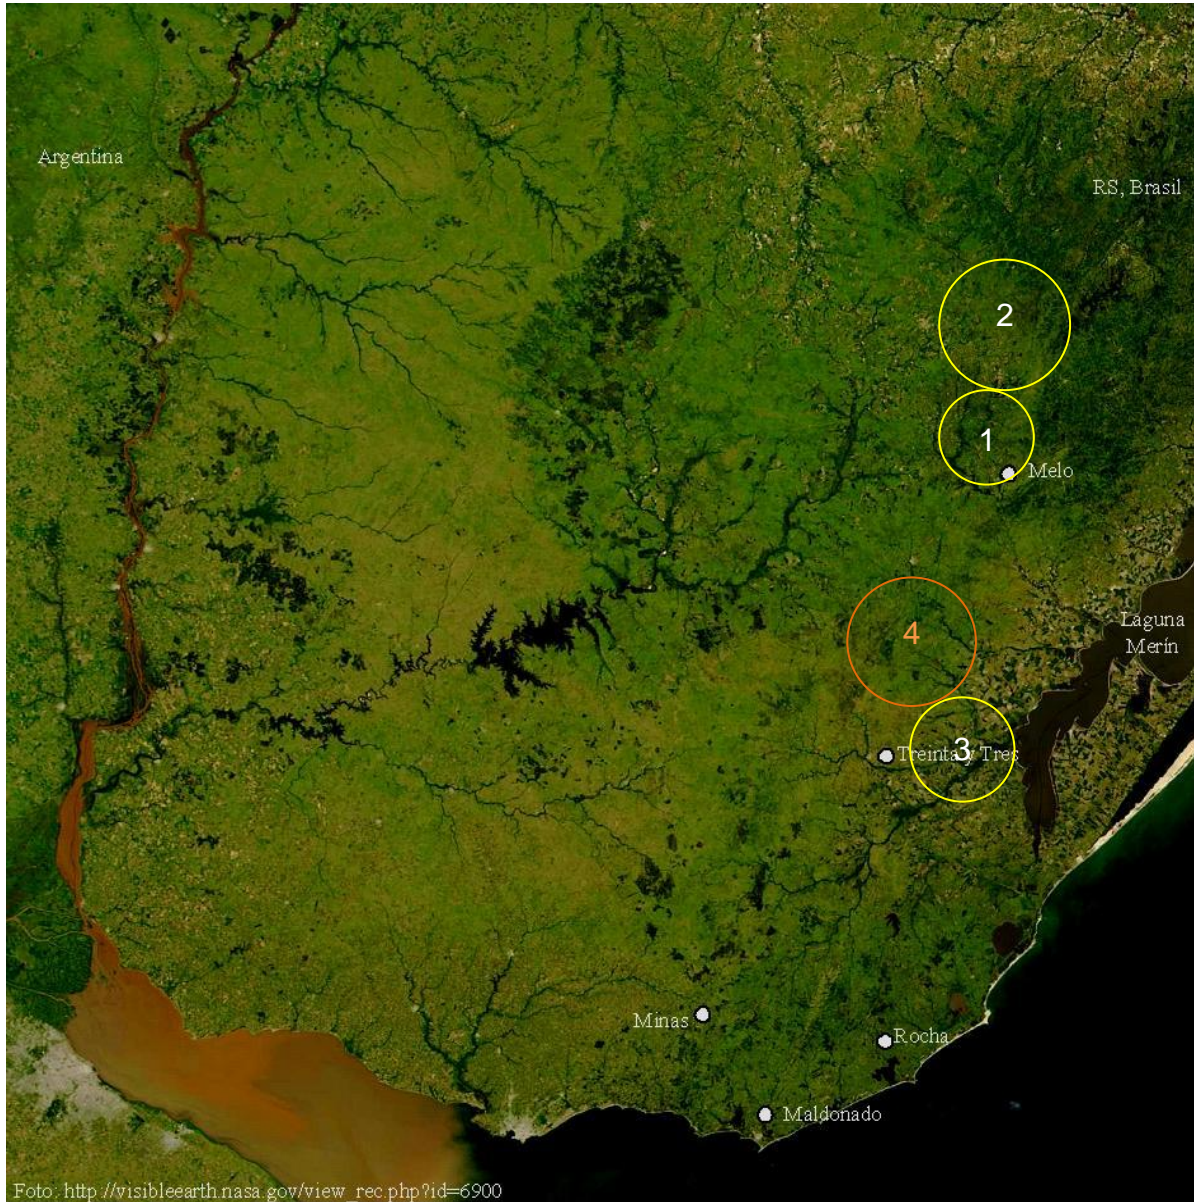 Argentina
RS, Brasil
2
1
Melo
Laguna
Merín
4
3
Treinta y Tres
Minas
Rocha
Maldonado
Foto: http://visibleearth.nasa.gov/view_rec.php?id=6900